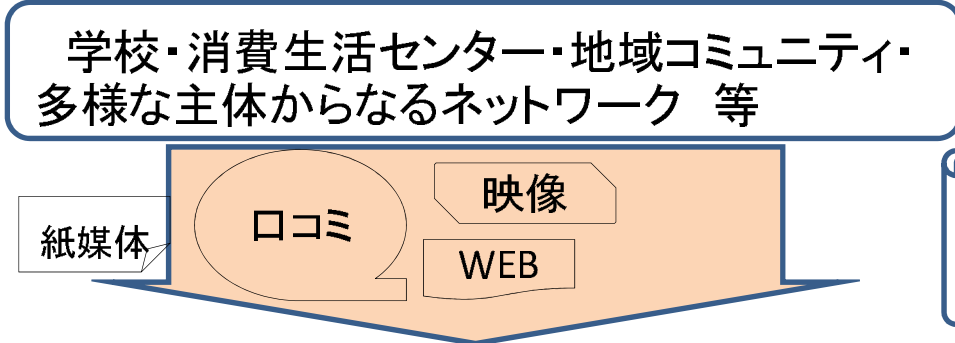 学校・消費生活センター・地域コミュニティ・
多様な主体からなるネットワーク　等
映像
口コミ
紙媒体
WEB